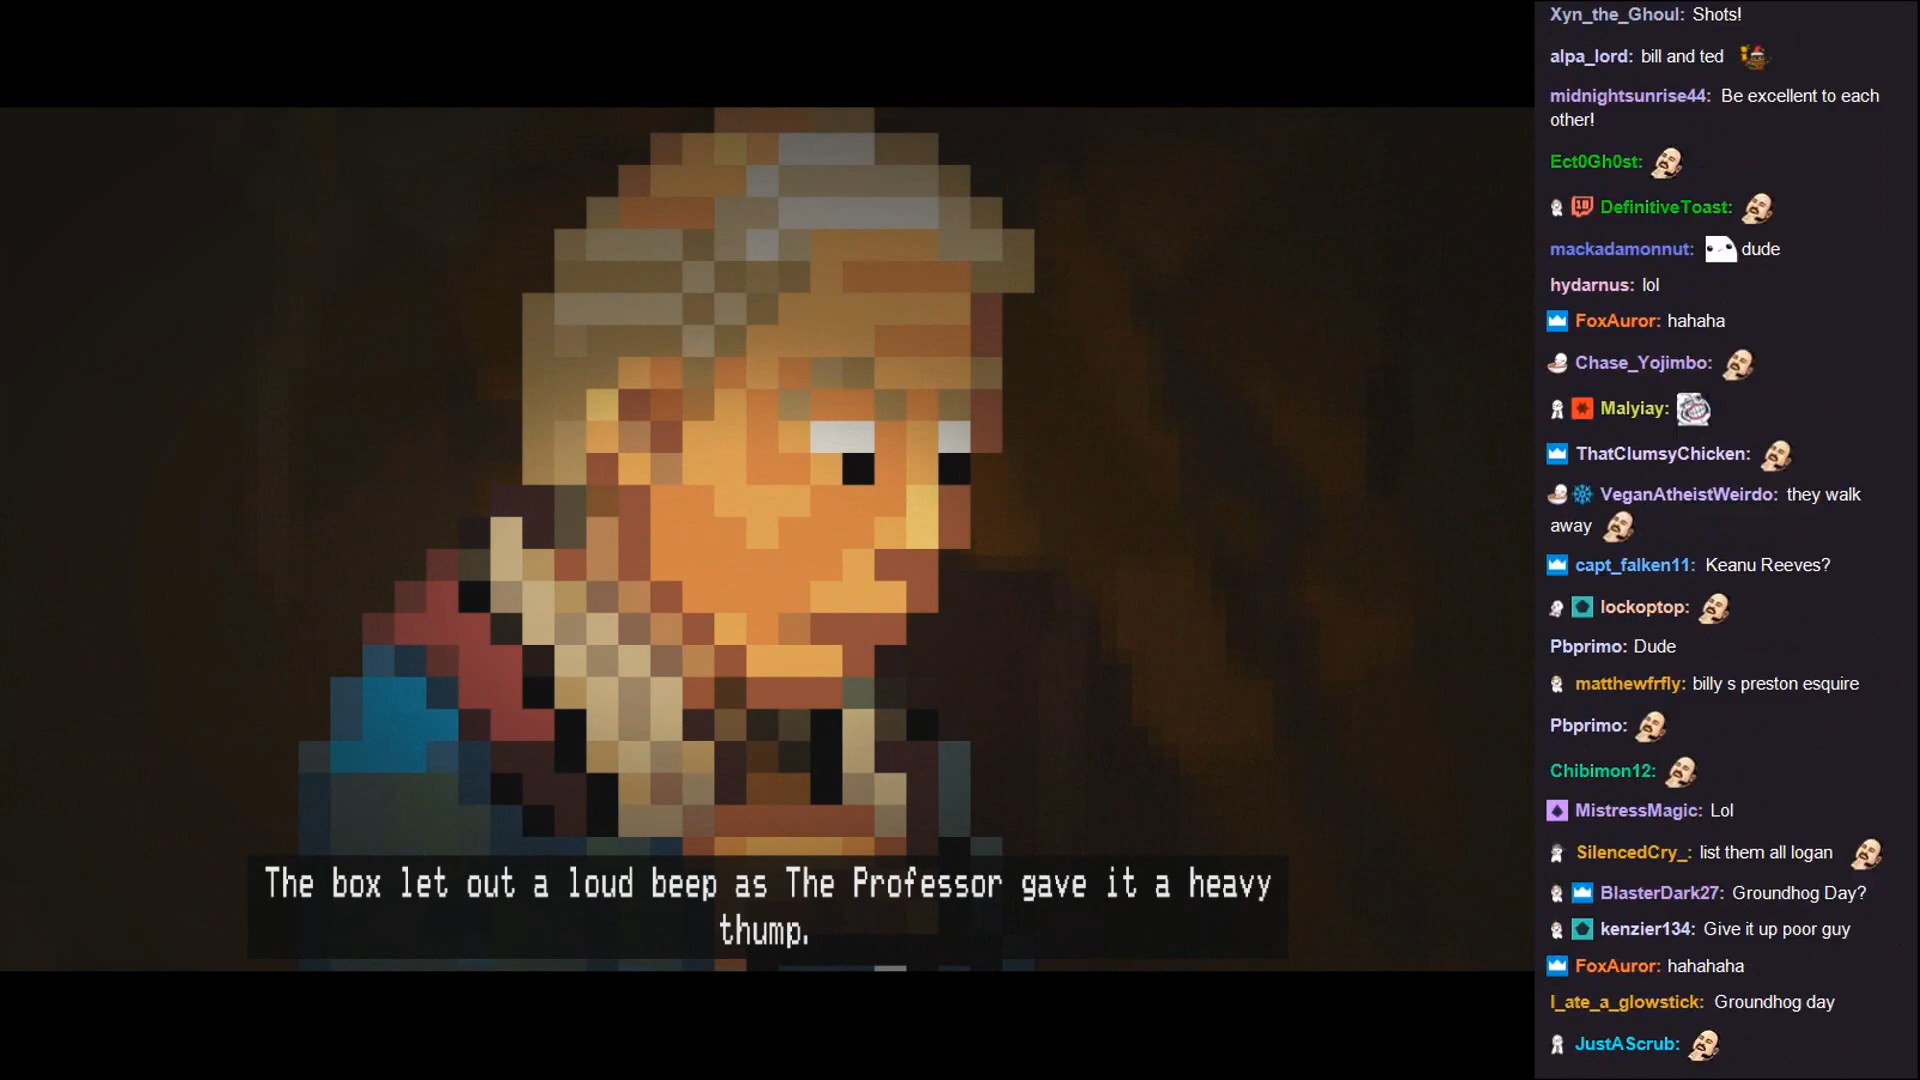 The box let out a loud beep as The Professor gave it a heavy
thump.
Xyn_the_Ghoul: Shots!
alpa_lord: bill and ted
midnightsunrise44: Be excellent to each
other!
Ect0Gh0st:
DefinitiveToast:
mackadamonnut: dude
hydarnus: lol
FoxAuror: hahaha
Chase_Yojimbo:
Malyiay:
ThatClumsyChicken:
VeganAtheistWeirdo: they walk
away
capt_falken11: Keanu Reeves?
lockoptop:
Pbprimo: Dude
matthewfrfly: billy s preston esquire
Pbprimo:
Chibimon12:
MistressMagic: Lol
SilencedCry_: list them all logan
BlasterDark27: Groundhog Day?
kenzier134: Give it up poor guy
FoxAuror: hahahaha
I_ate_a_glowstick: Groundhog day
JustAScrub: